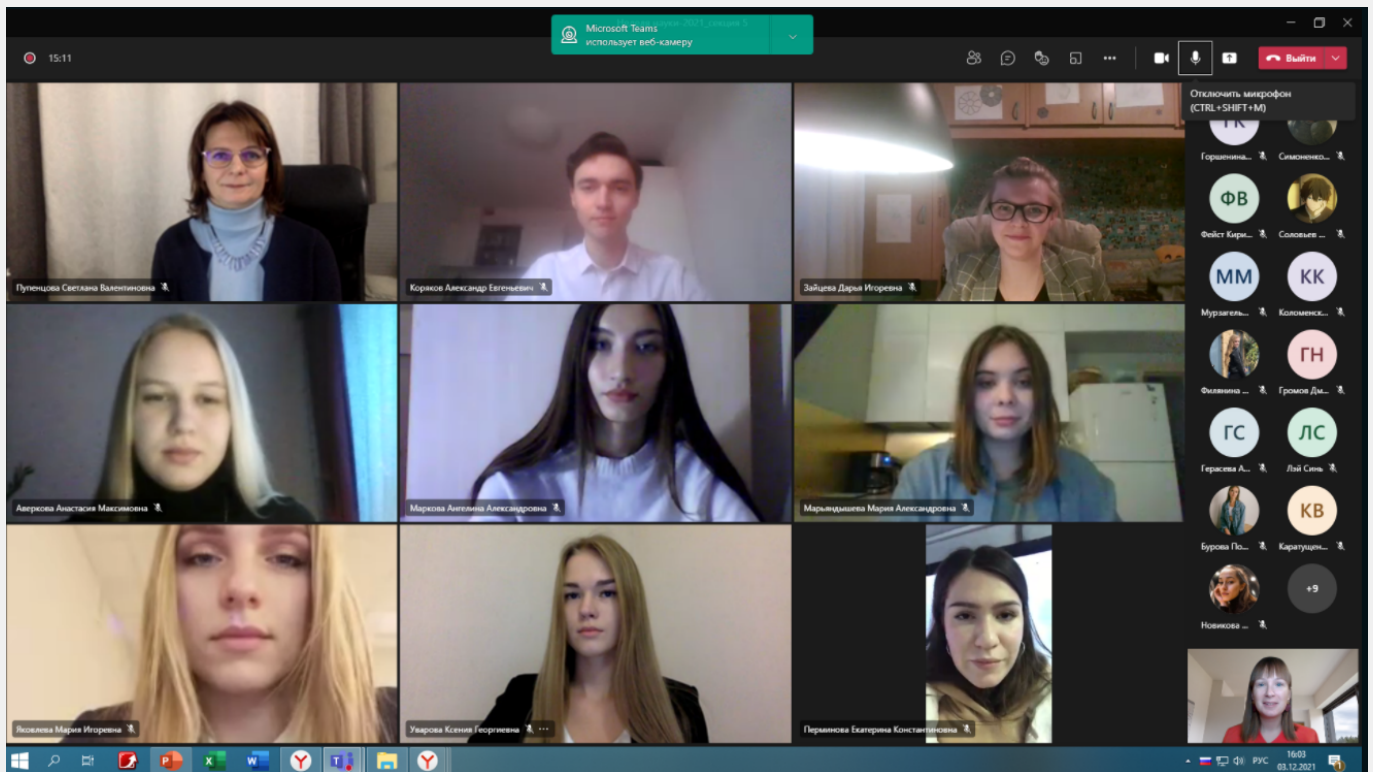 Microsoft Teams
использует веб-камеру
15:11
Выйти
Отключить микрофон
(CTRL+SHIFT+M)
Горшенина...
Симоненко...
ФВ
Фейст Кири...
Соловьев ...
ММ
КК
Мурзагель...
Коломенск...
Филянина ...
ГН
Громов Дм...
ГС
ЛС
Герасева А...
Лэй Синь
КВ
Бурова По...
Каратущен...
+9
Новикова ...
Пупенцова Светлана Валентиновна
Коряков Александр Евгеньевич
Зайцева Дарья Игоревна
Аверкова Анастасия Максимовна
Маркова Ангелина Александровна
Марьяндышева Мария Александровна
Яковлева Мария Игоревна
Уварова Ксения Георгиевна
Перминова Екатерина Константиновна
РУС
16:03
03.12.2021